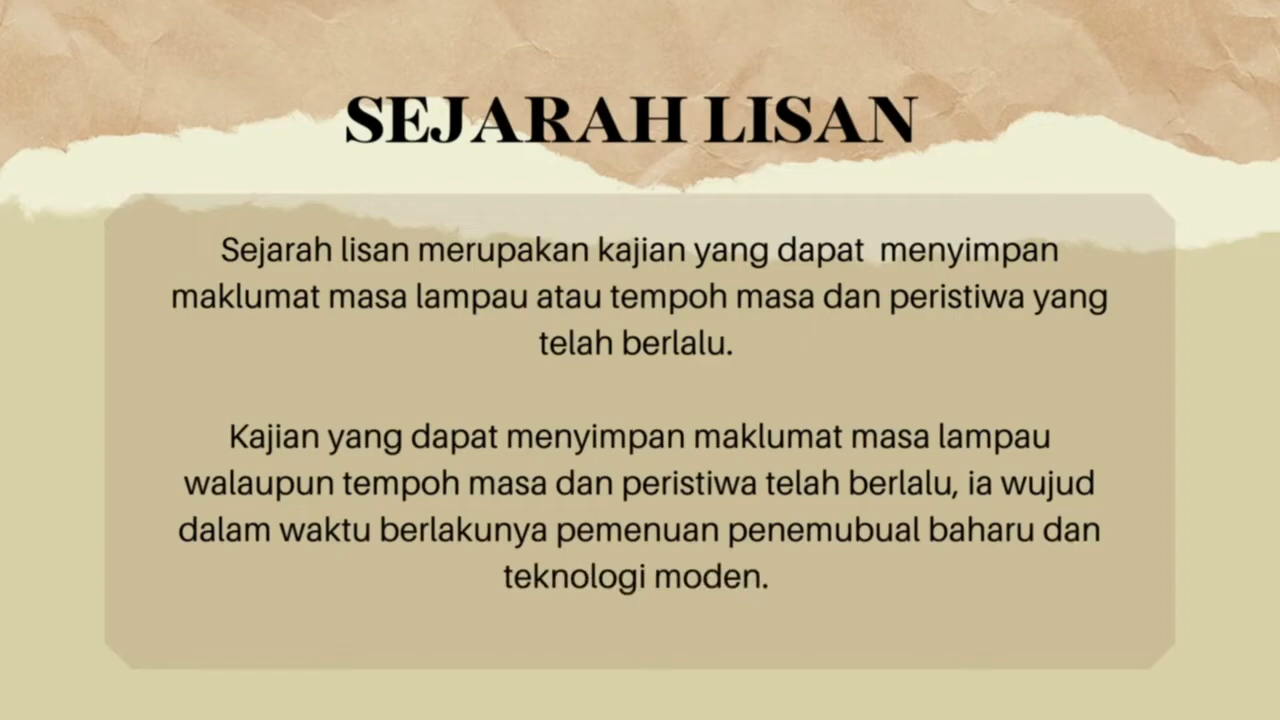 SEJARAH LISAN
Sejarah lisan merupakan kajian yang dapat menyimpan
maklumat masa lampau atau tempoh masa dan peristiwa yang
telah berlalu.
Kajian yang dapat menyimpan maklumat masa lampau
walaupun tempoh masa dan peristiwa telah berlalu, ia wujud
dalam waktu berlakunya pemenuan penemubual baharu dan
teknologi moden.